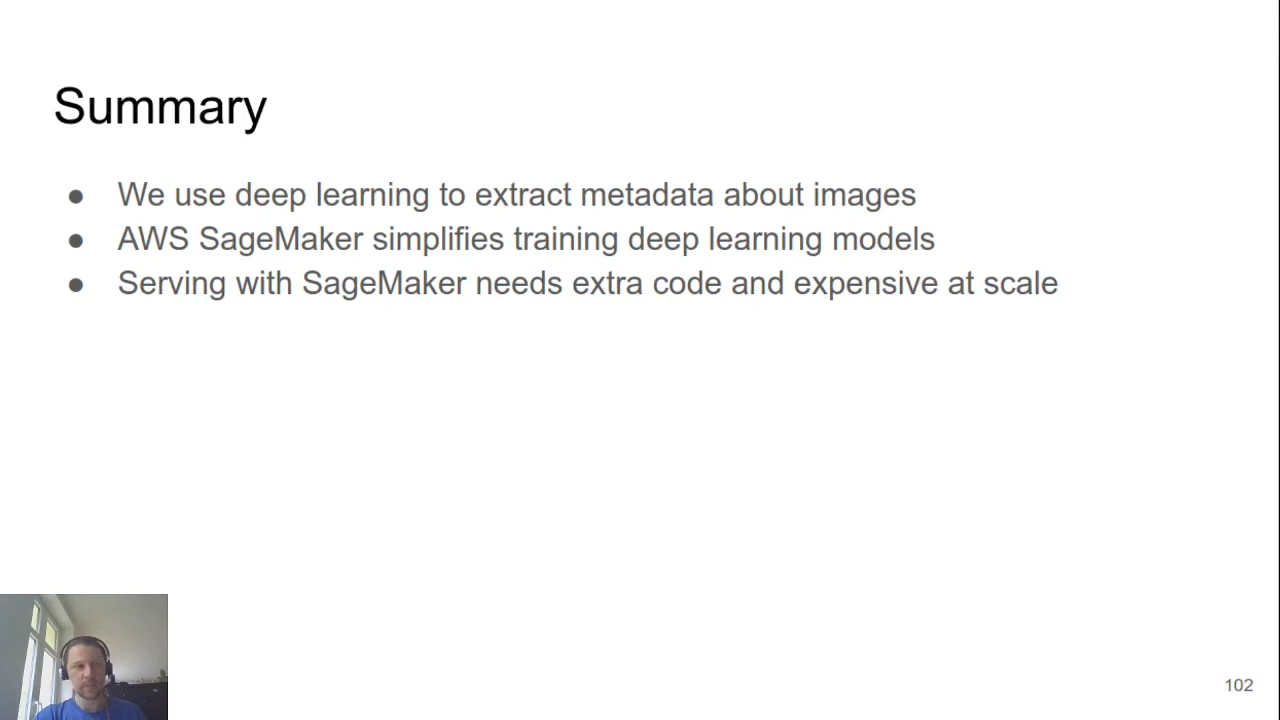 Summary
● We use deep learning to extract metadata about images
● AWS SageMaker simplifies training deep learning models
● Serving with SageMaker needs extra code and expensive at scale
102